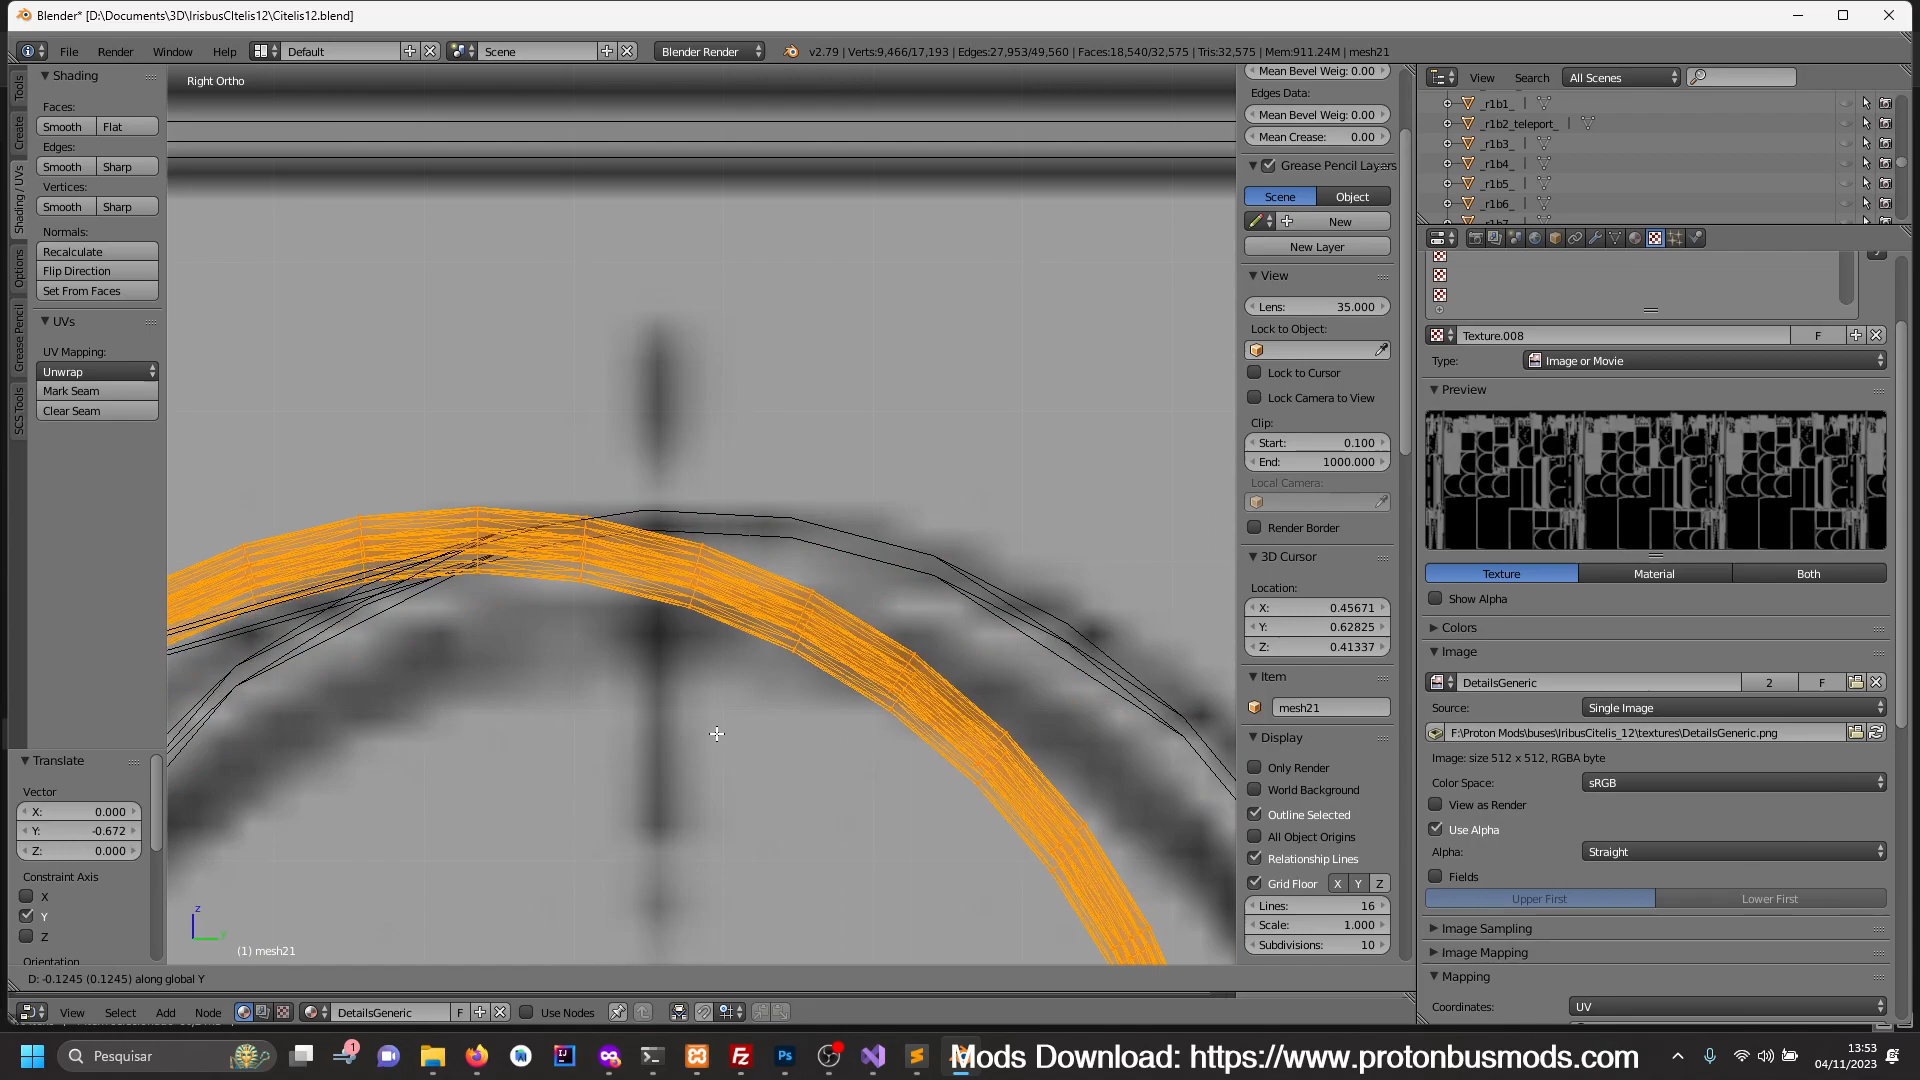 Blender* [D:\Documents\3D\IrisbusCItelis12\Citelis12.blend]
File Render Window Help Default Scene Blender Render v2.79 | Verts:9,466/17,193 | Edges:27,953/49,560 | Faces:18,540/32,575 | Tris:32,575 | Mem:911.24M | mesh21
Tools
Create
Shading / UVs
Options
Grease Pencil
SCS Tools
Shading
Faces:
Smooth Flat
Edges:
Smooth Sharp
Vertices:
Smooth Sharp
Normals:
Recalculate
Flip Direction
Set From Faces
UVs
UV Mapping:
Unwrap
Mark Seam
Clear Seam
Translate
Vector
X: 0.000
Y: -0.672
Z: 0.000
Constraint Axis
X
Y
Z
Orientation
Right Ortho
z
(1) mesh21
D: -0.1245 (0.1245) along global Y
Mean Bevel Weig: 0.00
Edges Data:
Mean Bevel Weig: 0.00
Mean Crease: 0.00
Grease Pencil Layers
Scene Object
New
New Layer
View
Lens: 35.000
Lock to Object:
Lock to Cursor
Lock Camera to View
Clip:
Start: 0.100
End: 1000.000
Local Camera:
Render Border
3D Cursor
Location:
X: 0.45671
Y: 0.62825
Z: 0.41337
Item
mesh21
Display
Only Render
World Background
Outline Selected
All Object Origins
Relationship Lines
Grid Floor X Y Z
Lines: 16
Scale: 1.000
Subdivisions: 10
View Search All Scenes
_r1b1_
_r1b2_teleport_
_r1b3_
_r1b4_
_r1b5_
_r1b6_
Texture.008 F
Type: Image or Movie
Preview
Texture Material Both
Show Alpha
Colors
Image
DetailsGeneric 2 F
Source: Single Image
F:\Proton Mods\buses\IribusCitelis_12\textures\DetailsGeneric.png
Image: size 512 x 512, RGBA byte
Color Space: sRGB
View as Render
Use Alpha
Alpha: Straight
Fields
Upper First Lower First
Image Sampling
Image Mapping
Mapping
Coordinates: UV
View Select Add Node DetailsGeneric F Use Nodes
Pesquisar
1
Mods Download: https://www.protonbusmods.com
13:53
04/11/2023